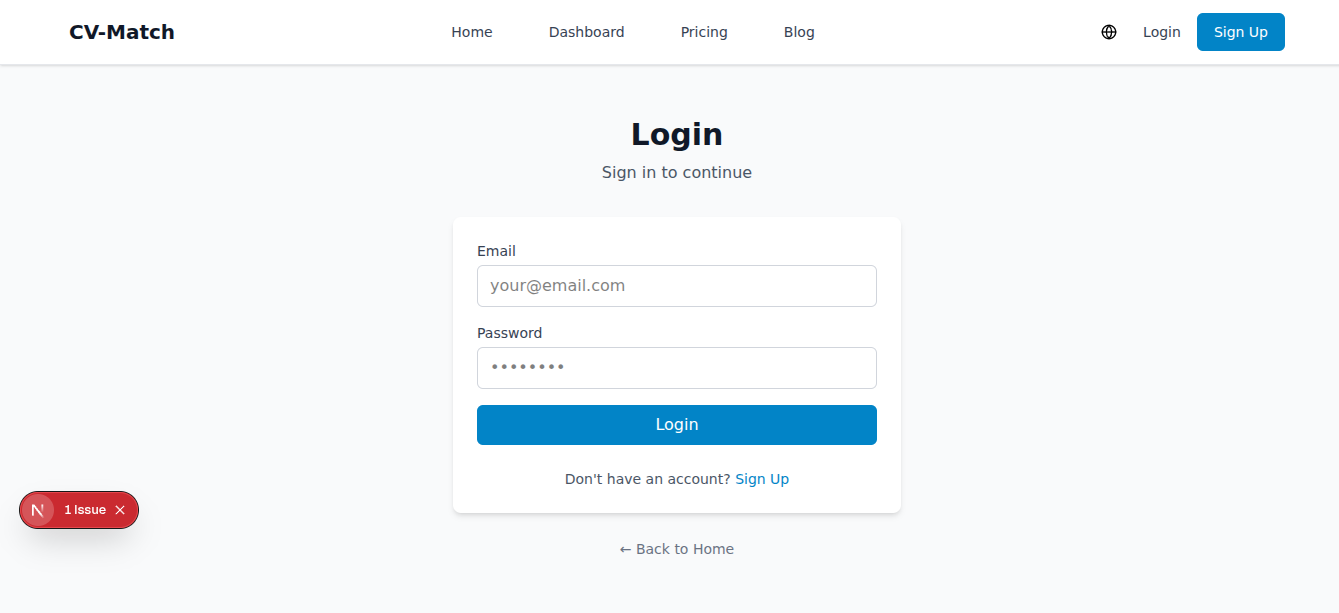 CV-Match
Home Dashboard Pricing Blog
Login Sign Up
Login
Sign in to continue
Email
your@email.com
Password
••••••••
Login
Don't have an account? Sign Up
N 1 Issue
← Back to Home